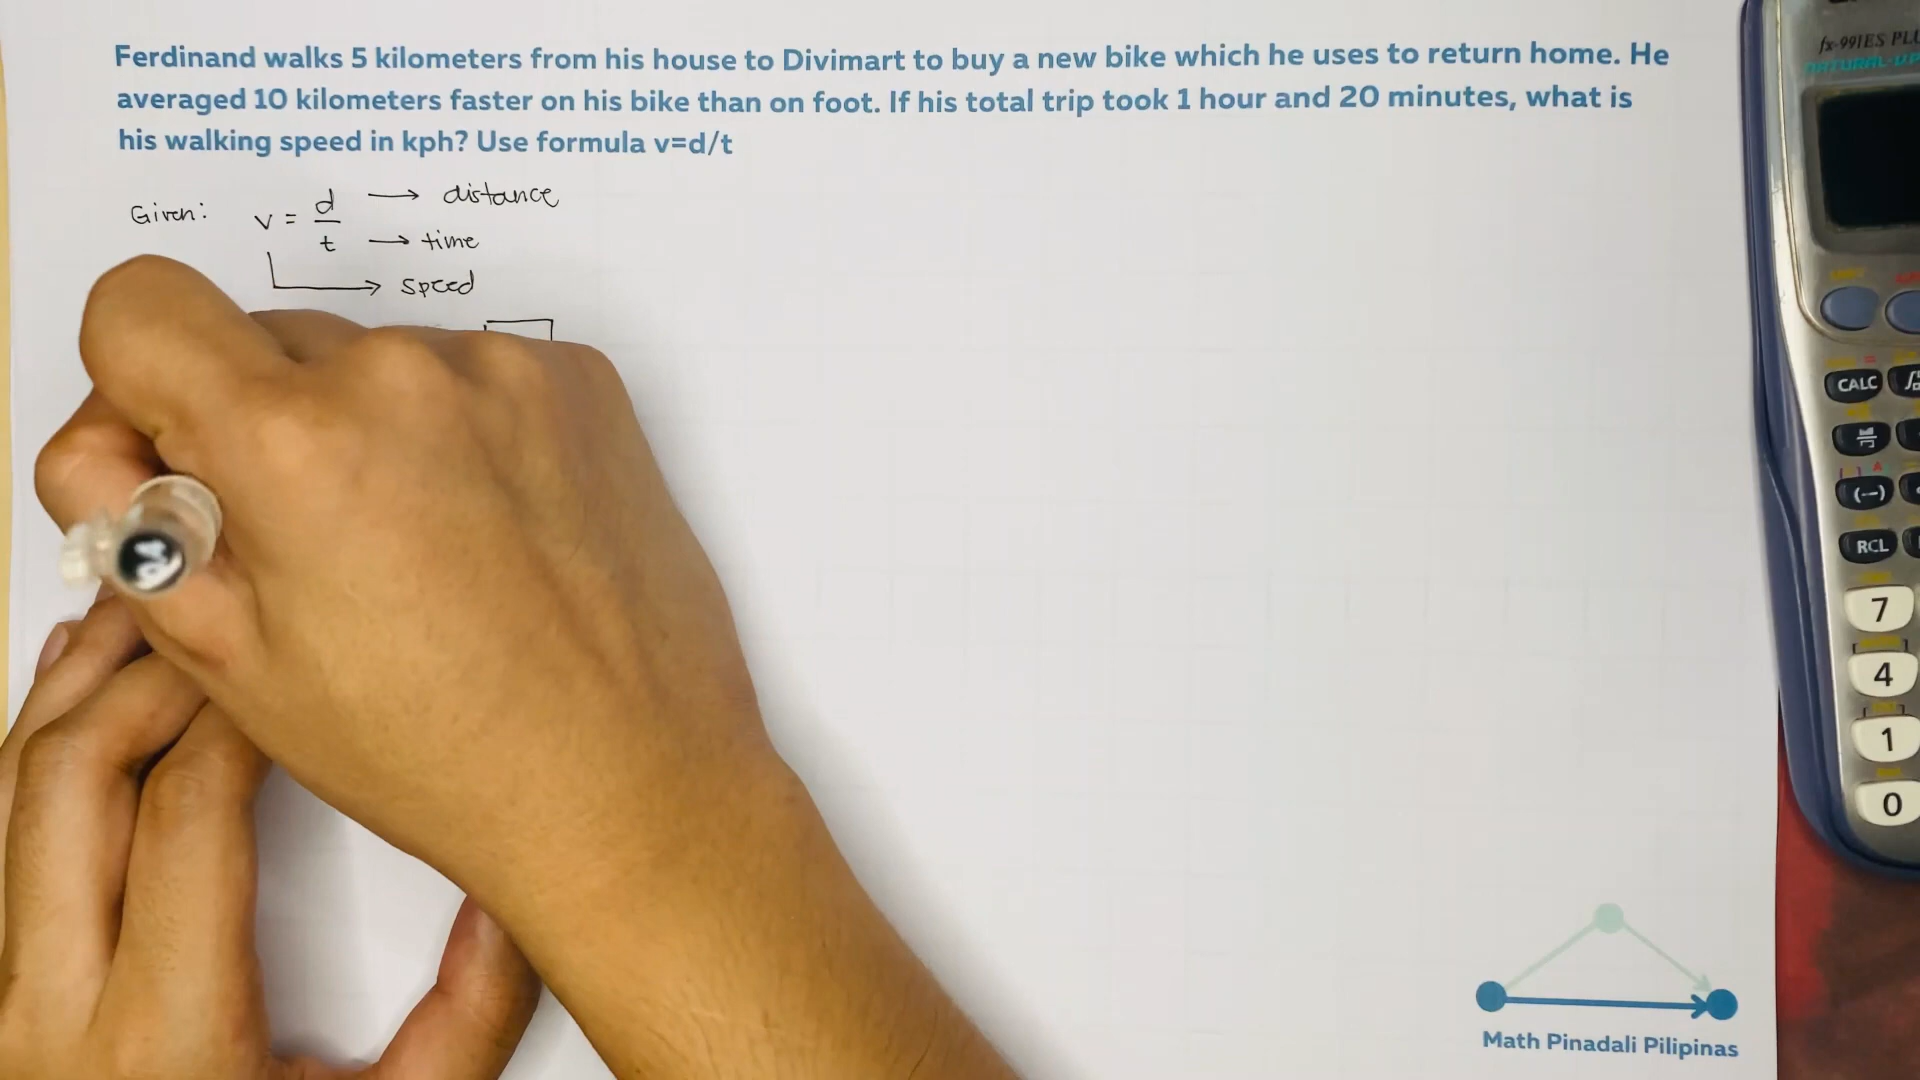 Ferdinand walks 5 kilometers from his house to Divimart to buy a new bike which he uses to return home. He
averaged 10 kilometers faster on his bike than on foot. If his total trip took 1 hour and 20 minutes, what is
his walking speed in kph? Use formula v=d/t
Given: v = d/t
→ distance
→ time
→ speed
fx-991ES PLU
NATURAL-V.P
CALC
(−)
RCL
7
4
1
0
Math Pinadali Pilipinas